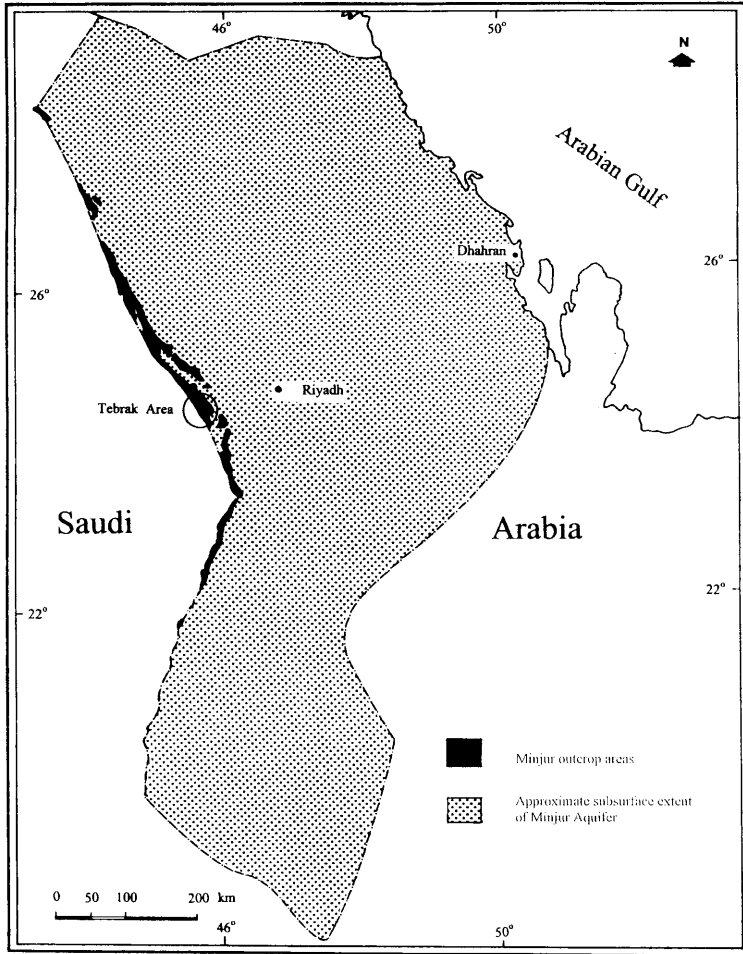 46°
50°
N
Arabian Gulf
Dhahran
26°
26°
Riyadh
Tebrak Area
Saudi
Arabia
22°
22°
Minjur outcrop areas
Approximate subsurface extent
of Minjur Aquifer
0 50 100 200 km
46°
50°